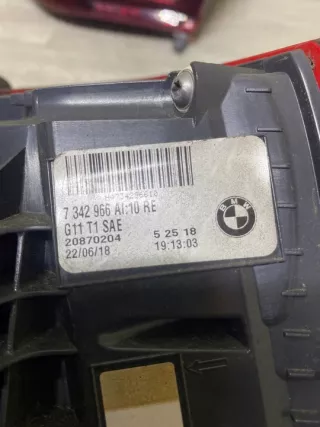 7 342 966 AI:10 RE
G11 T1 SAE
20870204 5 25 18
22/06/18 19:13:03
BMW